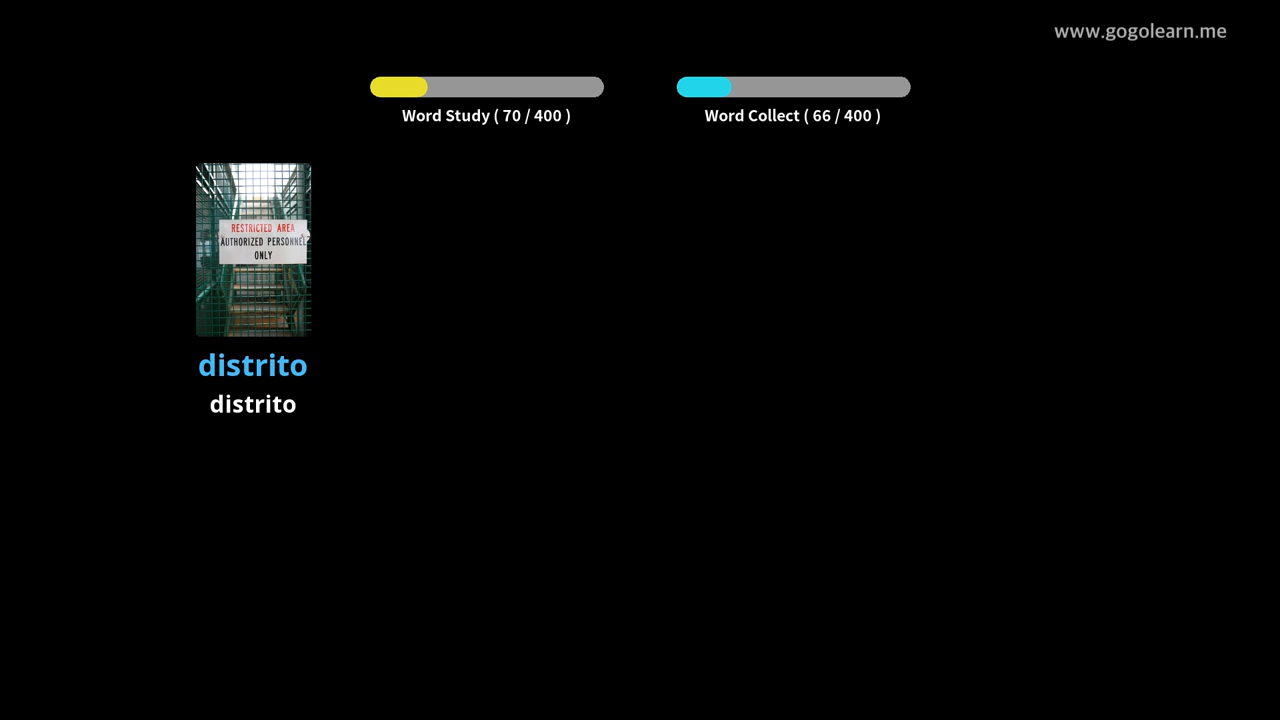 www.gogolearn.me
Word Study ( 70 / 400 )
Word Collect ( 66 / 400 )
RESTRICTED AREA
AUTHORIZED PERSONNEL
ONLY
distrito
distrito